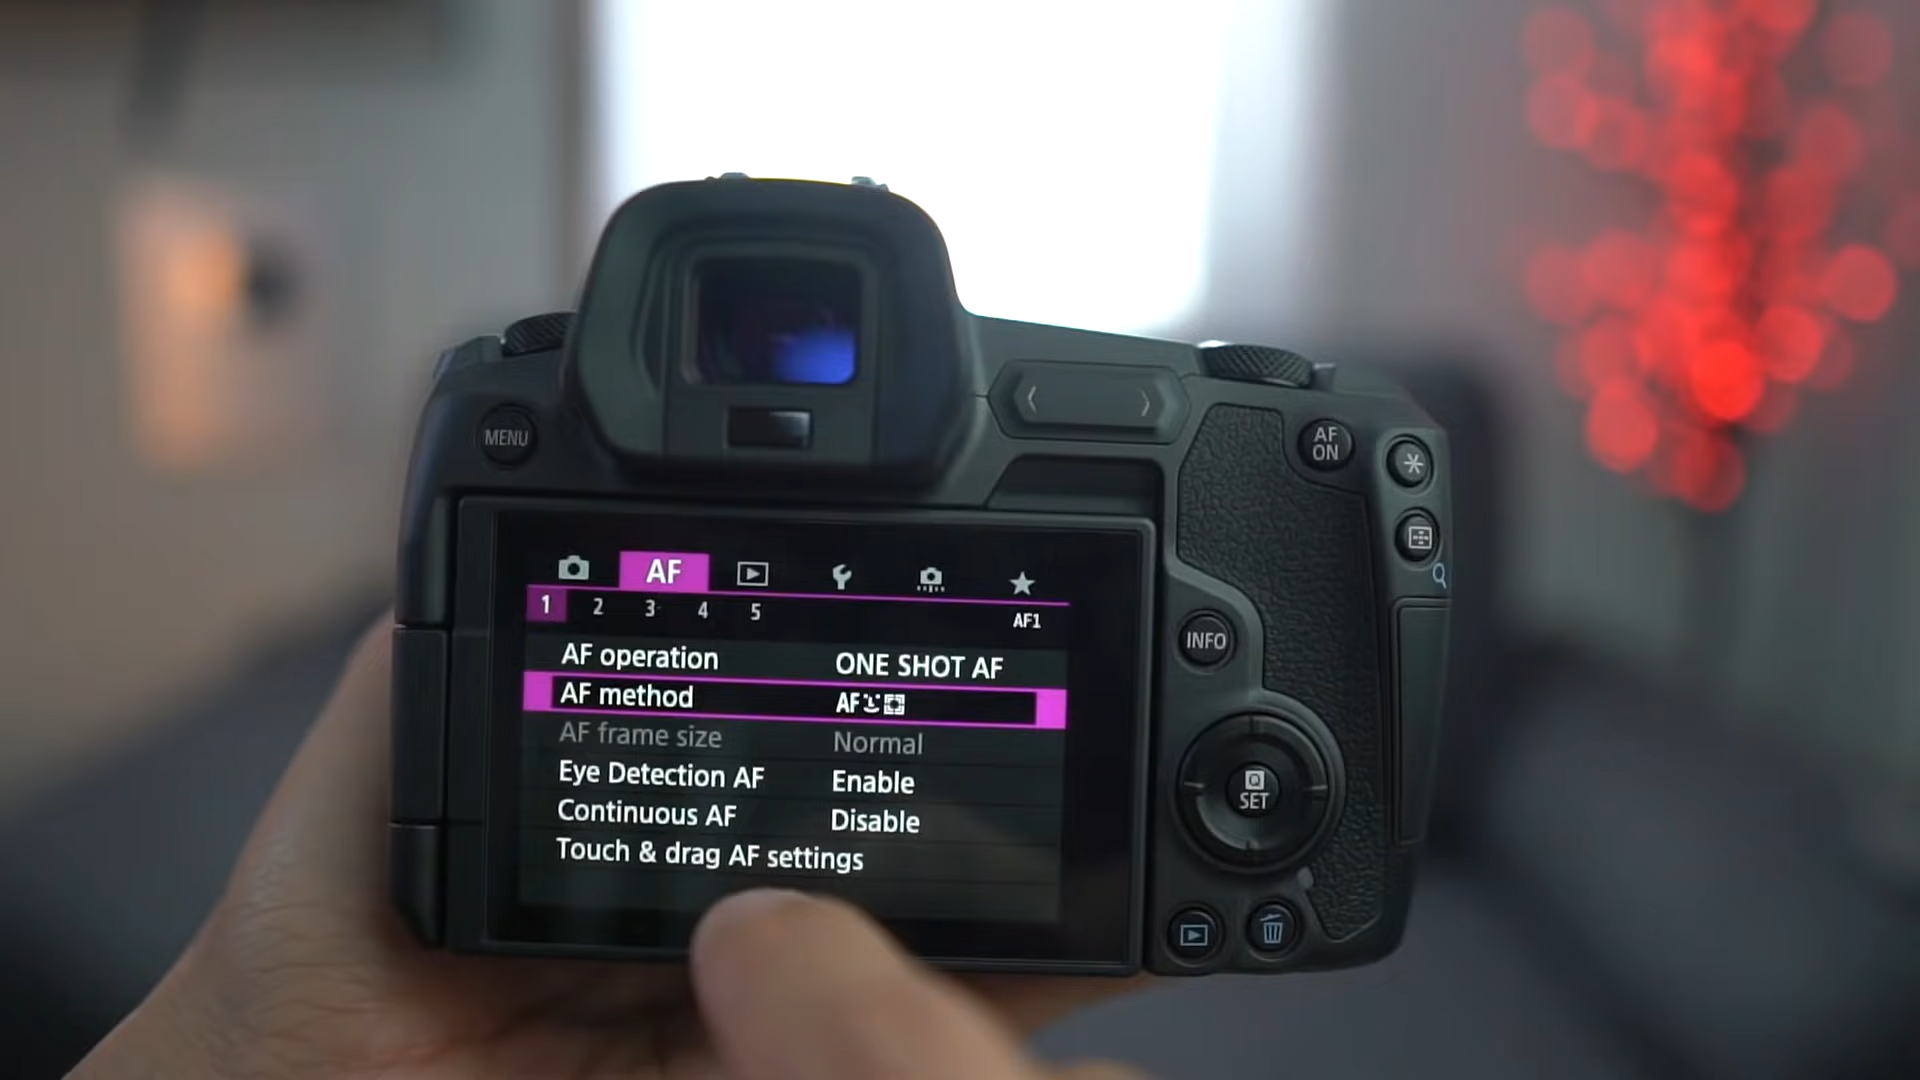 MENU
AF
ON
AF
1 2 3 4 5 AF1
AF operation ONE SHOT AF
AF method AF
AF frame size Normal
Eye Detection AF Enable
Continuous AF Disable
Touch & drag AF settings
INFO
Q
SET